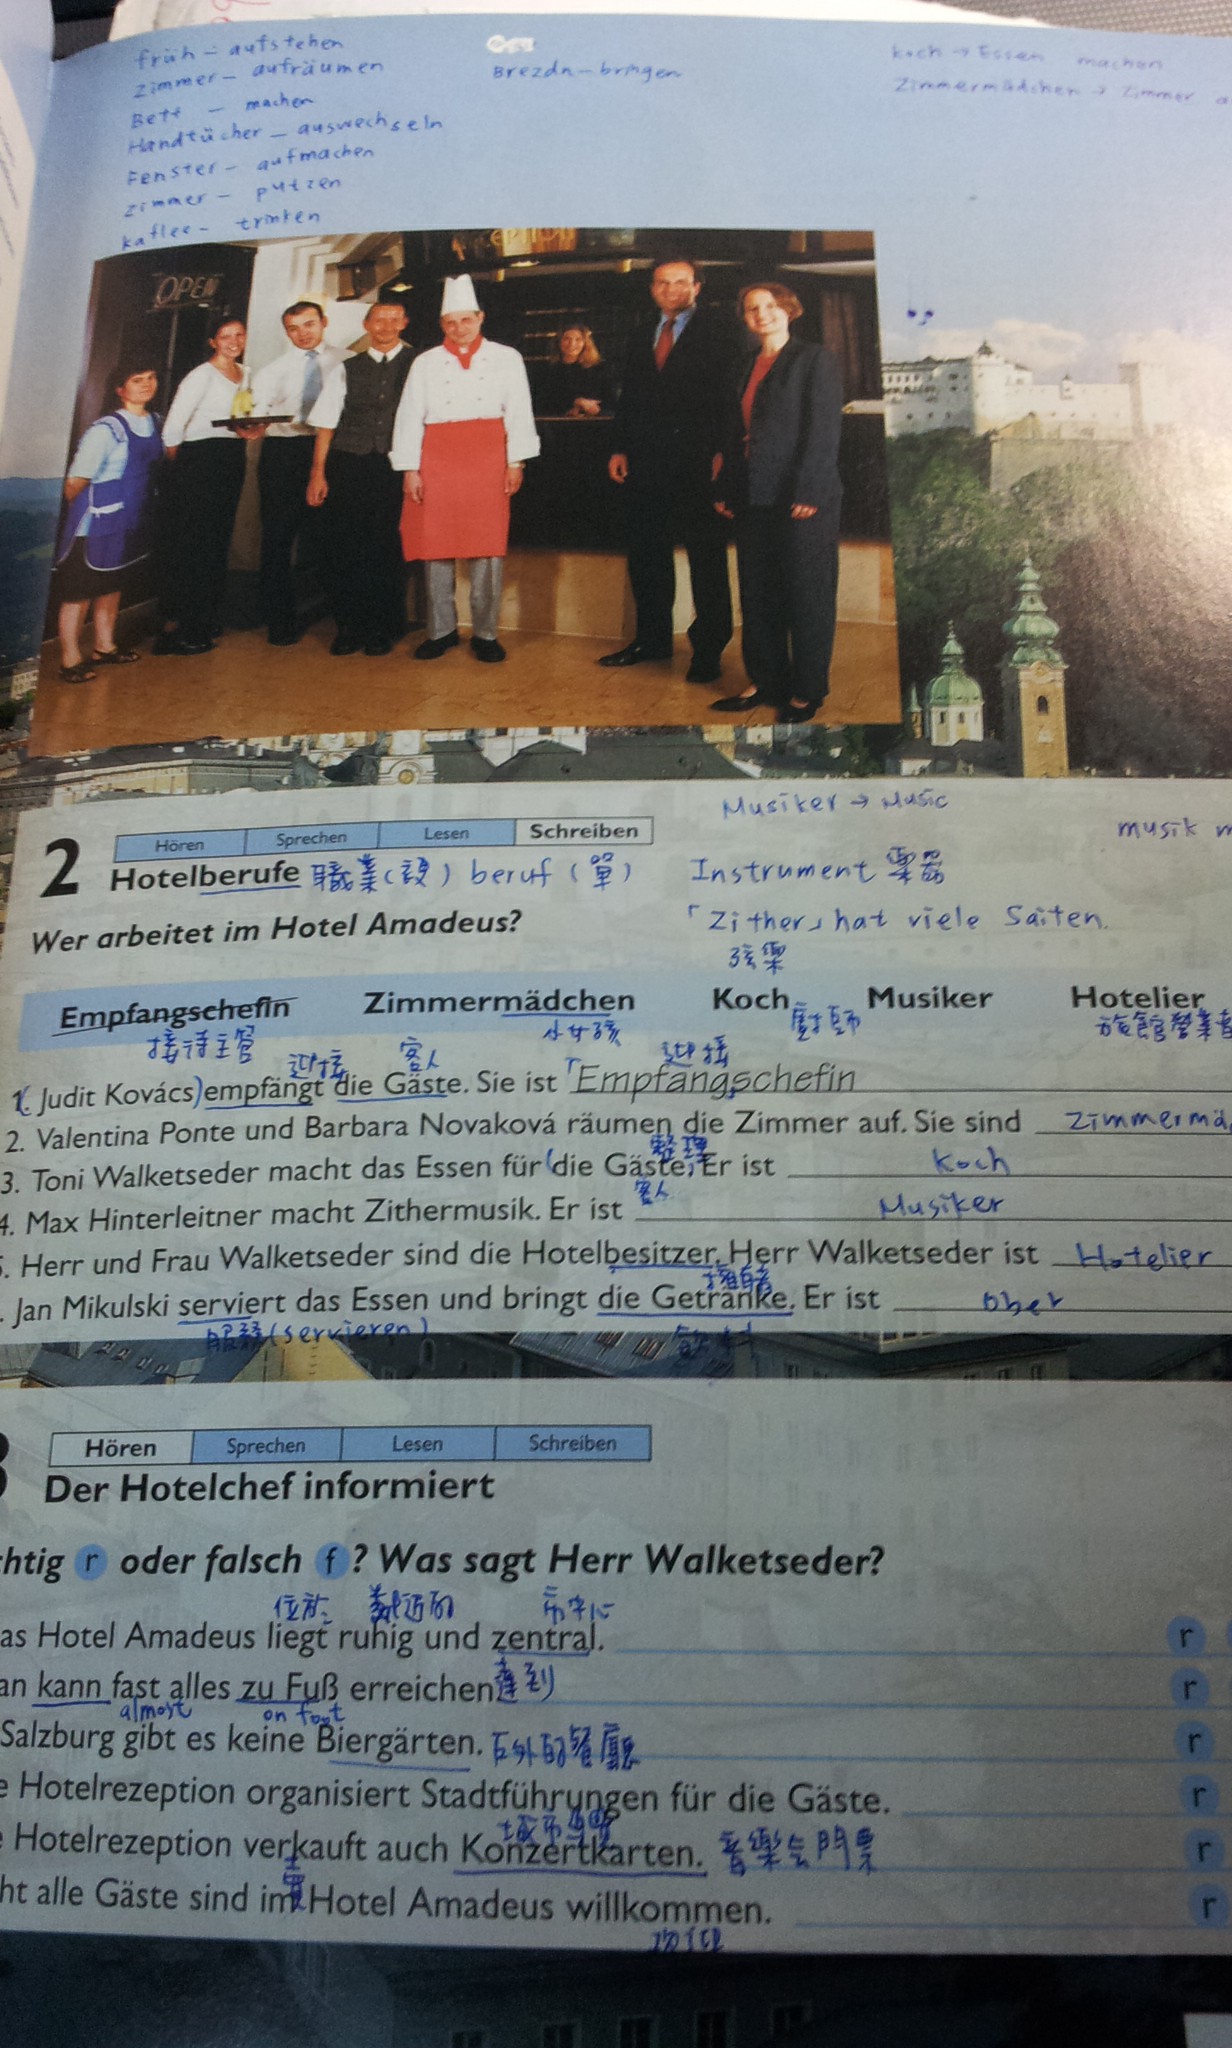 früh - aufstehen
Zimmer - aufräumen
Bett - machen
Handtücher - auswechseln
Fenster - aufmachen
zimmer - putzen
kaffee - trinken
Brezdn - bringen
Koch → Essen machen
Zimmermädchen → Zimmer
OPEN
Musiker → Music
musik
2
Hören Sprechen Lesen Schreiben
Hotelberufe 職業( ) beruf (單)
Instrument 樂器
Wer arbeitet im Hotel Amadeus?
「Zither」 hat viele Saiten.
弦樂
Empfangschefin Zimmermädchen Koch Musiker Hotelier
接待主管 小女孩 廚師 旅館營業者
迎接 客人 迎接
1. Judit Kovács empfängt die Gäste. Sie ist Empfangschefin
2. Valentina Ponte und Barbara Novaková räumen die Zimmer auf. Sie sind Zimmermä
整理
3. Toni Walketseder macht das Essen für die Gäste. Er ist Koch
客人
4. Max Hinterleitner macht Zithermusik. Er ist Musiker
. Herr und Frau Walketseder sind die Hotelbesitzer. Herr Walketseder ist Hotelier
擁有者
. Jan Mikulski serviert das Essen und bringt die Getränke. Er ist Ober
服務(servieren) 飲料
Hören Sprechen Lesen Schreiben
Der Hotelchef informiert
htig r oder falsch f? Was sagt Herr Walketseder?
位於 市中心
as Hotel Amadeus liegt ruhig und zentral. r
an kann fast alles zu Fuß erreichen. 達到 r
almost on foot
Salzburg gibt es keine Biergärten. 戶外的餐廳 r
e Hotelrezeption organisiert Stadtführungen für die Gäste. r
城市導覽
e Hotelrezeption verkauft auch Konzertkarten. 音樂会門票 r
賣
ht alle Gäste sind im Hotel Amadeus willkommen. r